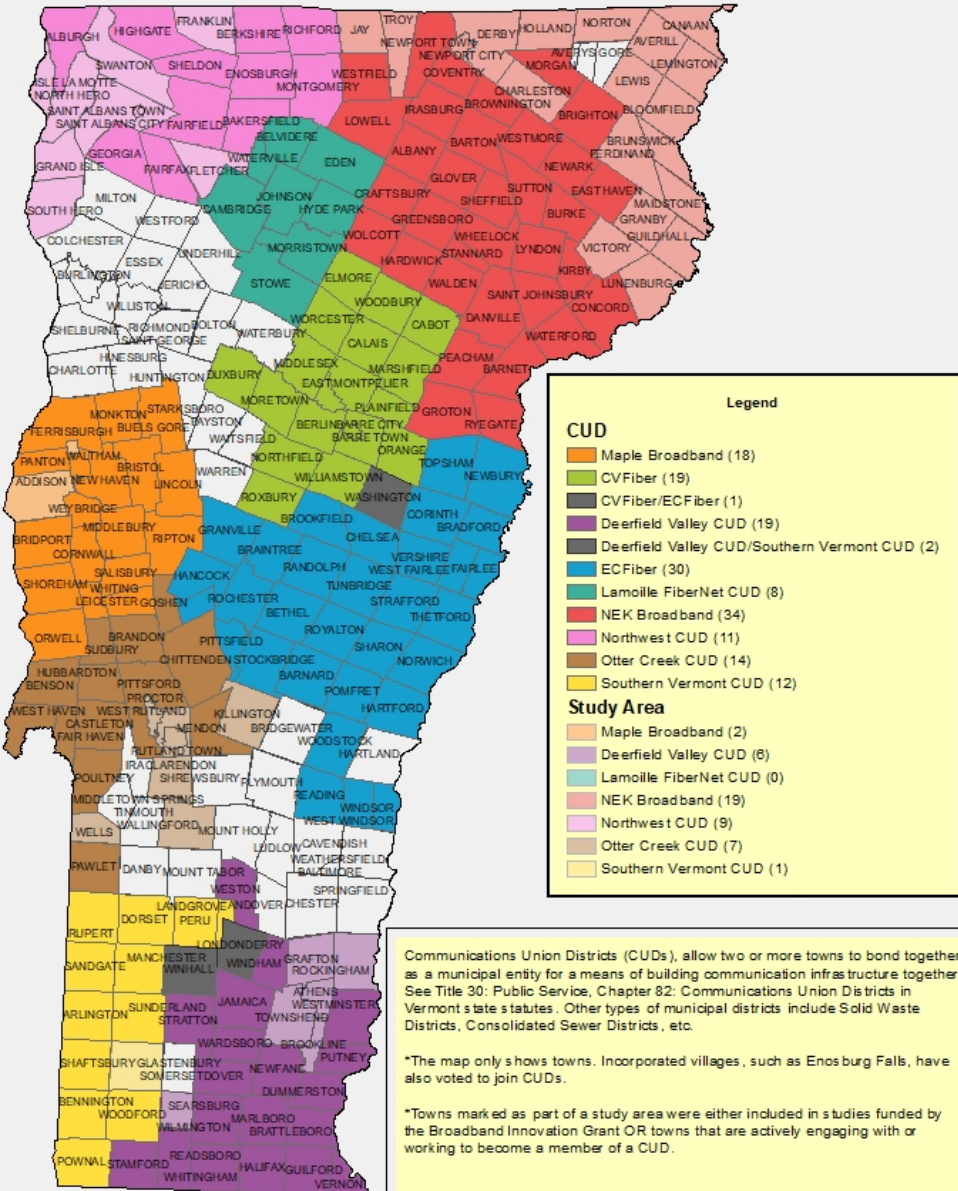 FRANKLIN
NORTON
CANAAN
ALBURGH
HIGHGATE
BERKSHIRE
RICHFORD
JAY
TROY
DERBY
HOLLAND
NEWPORT TOWN
AVERILL
NEWPORT CITY
AVERYS GORE
SWANTON
SHELDON
LEMINGTON
ENOSBURGH
WESTFIELD
COVENTRY
MORGAN
LEWIS
ISLE LA MOTTE
MONTGOMERY
CHARLESTON
NORTH HERO
BROWNINGTON
SAINT ALBANS TOWN
IRASBURG
BRIGHTON
BLOOMFIELD
SAINT ALBANS CITY
FAIRFIELD
BAKERSFIELD
LOWELL
BELVIDERE
BARTON
WESTMORE
BRUNSWICK
GEORGIA
WATERVILLE
EDEN
ALBANY
FERDINAND
GRAND ISLE
FAIRFAX
FLETCHER
NEWARK
GLOVER
MILTON
JOHNSON
CRAFTSBURY
SUTTON
EAST HAVEN
SHEFFIELD
MAIDSTONE
SOUTH HERO
CAMBRIDGE
HYDE PARK
BURKE
WESTFORD
GREENSBORO
GRANBY
COLCHESTER
WOLCOTT
WHEELOCK
GUILDHALL
UNDERHILL
MORRISTOWN
STANNARD
LYNDON
VICTORY
ESSEX
HARDWICK
BURLINGTON
JERICHO
STOWE
ELMORE
WALDEN
KIRBY
LUNENBURG
WOODBURY
SAINT JOHNSBURY
WILLISTON
CONCORD
SHELBURNE
RICHMOND
BOLTON
WATERBURY
WORCESTER
CABOT
DANVILLE
SAINT GEORGE
CALAIS
WATERFORD
HINESBURG
PEACHAM
CHARLOTTE
HUNTINGTON
DUXBURY
MIDDLESEX
MARSHFIELD
BARNET
EAST MONTPELIER
MORETOWN
MONKTON
STARKSBORO
PLAINFIELD
GROTON
FERRISBURGH
BUELS GORE
FAYSTON
BERLIN
BARRE CITY
RYEGATE
WAITSFIELD
BARRE TOWN
PANTON
WALTHAM
NORTHFIELD
ORANGE
BRISTOL
TOPSHAM
ADDISON
NEW HAVEN
LINCOLN
WARREN
WILLIAMSTOWN
NEWBURY
WEYBRIDGE
ROXBURY
WASHINGTON
MIDDLEBURY
GRANVILLE
BROOKFIELD
CORINTH
BRADFORD
BRIDPORT
RIPTON
CHELSEA
CORNWALL
BRAINTREE
VERSHIRE
RANDOLPH
WEST FAIRLEE
FAIRLEE
SHOREHAM
SALISBURY
HANCOCK
TUNBRIDGE
WHITING
LEICESTER
GOSHEN
ROCHESTER
STRAFFORD
BETHEL
THETFORD
ORWELL
BRANDON
PITTSFIELD
ROYALTON
SUDBURY
SHARON
CHITTENDEN
STOCKBRIDGE
NORWICH
HUBBARDTON
BARNARD
BENSON
PITTSFORD
POMFRET
PROCTOR
WEST HAVEN
WEST RUTLAND
KILLINGTON
HARTFORD
CASTLETON
MENDON
BRIDGEWATER
FAIR HAVEN
WOODSTOCK
RUTLAND TOWN
HARTLAND
IRA
CLARENDON
POULTNEY
SHREWSBURY
PLYMOUTH
READING
MIDDLETOWN SPRINGS
WINDSOR
TINMOUTH
WEST WINDSOR
WALLINGFORD
WELLS
MOUNT HOLLY
LUDLOW
CAVENDISH
WEATHERSFIELD
PAWLET
DANBY
MOUNT TABOR
BALTIMORE
WESTON
SPRINGFIELD
LANDGROVE
ANDOVER
CHESTER
DORSET
PERU
RUPERT
LONDONDERRY
MANCHESTER
WINDHAM
GRAFTON
SANDGATE
WINHALL
ROCKINGHAM
ATHENS
ARLINGTON
SUNDERLAND
JAMAICA
WESTMINSTER
STRATTON
TOWNSHEND
WARDSBORO
BROOKLINE
SHAFTSBURY
GLASTENBURY
PUTNEY
SOMERSET
DOVER
NEWFANE
DUMMERSTON
BENNINGTON
WOODFORD
SEARSBURG
MARLBORO
WILMINGTON
BRATTLEBORO
POWNAL
STAMFORD
READSBORO
HALIFAX
GUILFORD
WHITINGHAM
VERNON
Legend
CUD
Maple Broadband (18)
CVFiber (19)
CVFiber/ECFiber (1)
Deerfield Valley CUD (19)
Deerfield Valley CUD/Southern Vermont CUD (2)
ECFiber (30)
Lamoille FiberNet CUD (8)
NEK Broadband (34)
Northwest CUD (11)
Otter Creek CUD (14)
Southern Vermont CUD (12)
Study Area
Maple Broadband (2)
Deerfield Valley CUD (6)
Lamoille FiberNet CUD (0)
NEK Broadband (19)
Northwest CUD (9)
Otter Creek CUD (7)
Southern Vermont CUD (1)
Communications Union Districts (CUDs), allow two or more towns to bond together
as a municipal entity for a means of building communication infrastructure together
See Title 30: Public Service, Chapter 82: Communications Union Districts in
Vermont state statutes. Other types of municipal districts include Solid Waste
Districts, Consolidated Sewer Districts, etc.
*The map only shows towns. Incorporated villages, such as Enosburg Falls, have
also voted to join CUDs.
*Towns marked as part of a study area were either included in studies funded by
the Broadband Innovation Grant OR towns that are actively engaging with or
working to become a member of a CUD.